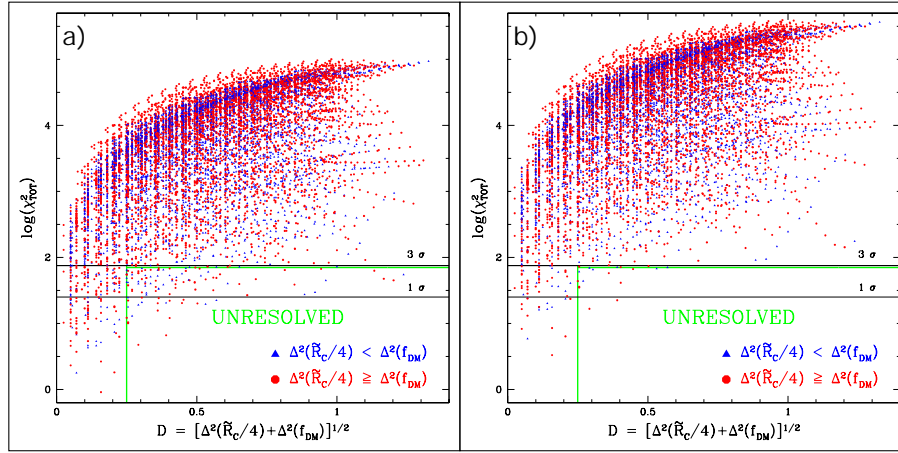 a)
log(χ²TOT)
4
2
0
3 σ
1 σ
UNRESOLVED
▲ Δ²(R̃C/4) < Δ²(fDM)
● Δ²(R̃C/4) ≧ Δ²(fDM)
0 0.5 1
D = [Δ²(R̃C/4)+Δ²(fDM)]1/2
b)
log(χ²TOT)
4
2
0
3 σ
1 σ
UNRESOLVED
▲ Δ²(R̃C/4) < Δ²(fDM)
● Δ²(R̃C/4) ≧ Δ²(fDM)
0 0.5 1
D = [Δ²(R̃C/4)+Δ²(fDM)]1/2